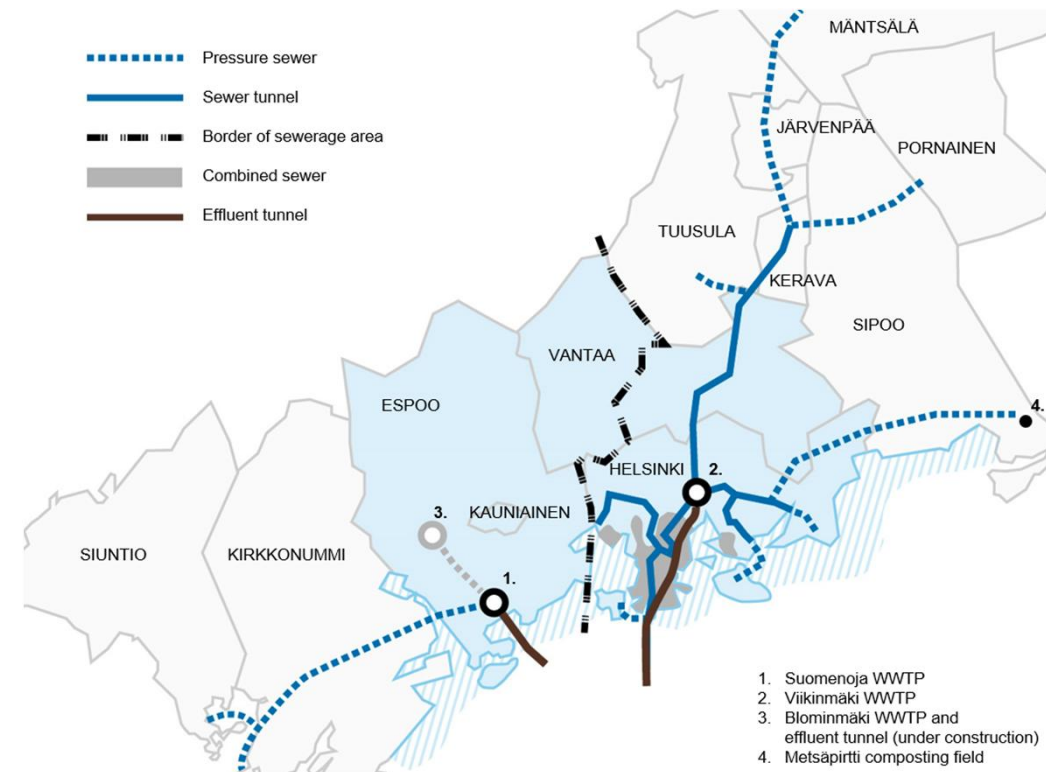 Pressure sewer
Sewer tunnel
Border of sewerage area
Combined sewer
Effluent tunnel
MÄNTSÄLÄ
JÄRVENPÄÄ
PORNAINEN
TUUSULA
KERAVA
SIPOO
VANTAA
ESPOO
4.
HELSINKI
2.
3.
KAUNIAINEN
SIUNTIO
KIRKKONUMMI
1.
1. Suomenoja WWTP
2. Viikinmäki WWTP
3. Blominmäki WWTP and
effluent tunnel (under construction)
4. Metsäpirtti composting field